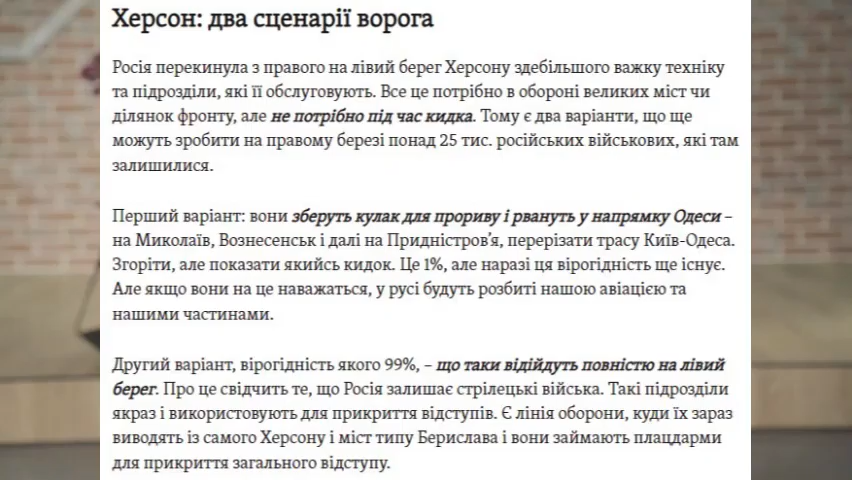 Херсон: два сценарії ворога
Росія перекинула з правого на лівий берег Херсону здебільшого важку техніку
та підрозділи, які її обслуговують. Все це потрібно в обороні великих міст чи
ділянок фронту, але не потрібно під час кидка. Тому є два варіанти, що ще
можуть зробити на правому березі понад 25 тис. російських військових, які там
залишилися.
Перший варіант: вони зберуть кулак для прориву і рвануть у напрямку Одеси –
на Миколаїв, Вознесенськ і далі на Придністров’я, перерізати трасу Київ-Одеса.
Згоріти, але показати якийсь кидок. Це 1%, але наразі ця вірогідність ще існує.
Але якщо вони на це наважаться, у русі будуть розбиті нашою авіацією та
нашими частинами.
Другий варіант, вірогідність якого 99%, – що таки відійдуть повністю на лівий
берег. Про це свідчить те, що Росія залишає стрілецькі війська. Такі підрозділи
якраз і використовують для прикриття відступів. Є лінія оборони, куди їх зараз
виводять із самого Херсону і міст типу Берислава і вони займають плацдарми
для прикриття загального відступу.